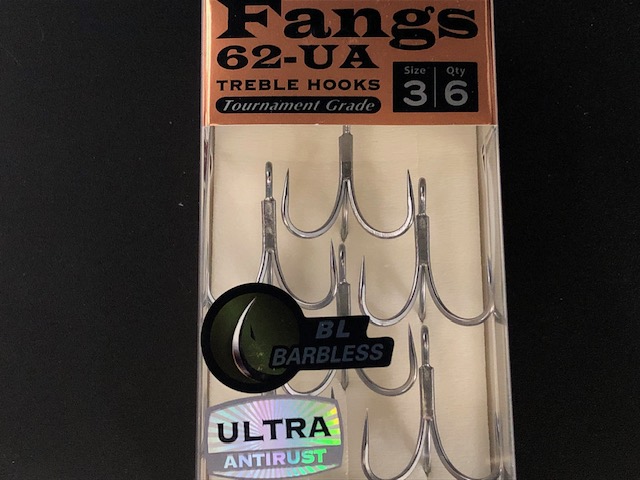 Fangs
62-UA
TREBLE HOOKS
Tournament Grade
Size Qty
3 6
BL
BARBLESS
ULTRA
ANTIRUST